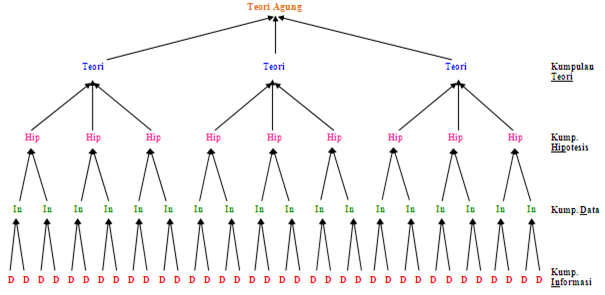 Teori Agung
Teori Teori Teori Kumpulan
Teori
Hip Hip Hip Hip Hip Hip Hip Hip Hip Kump.
Hipotesis
In In In In In In In In In In In In In In In In In In Kump. Data
Kump.
D D D D D D D D D D D D D D D D D D D D D D D D D D D D D D D D D D D D Informasi